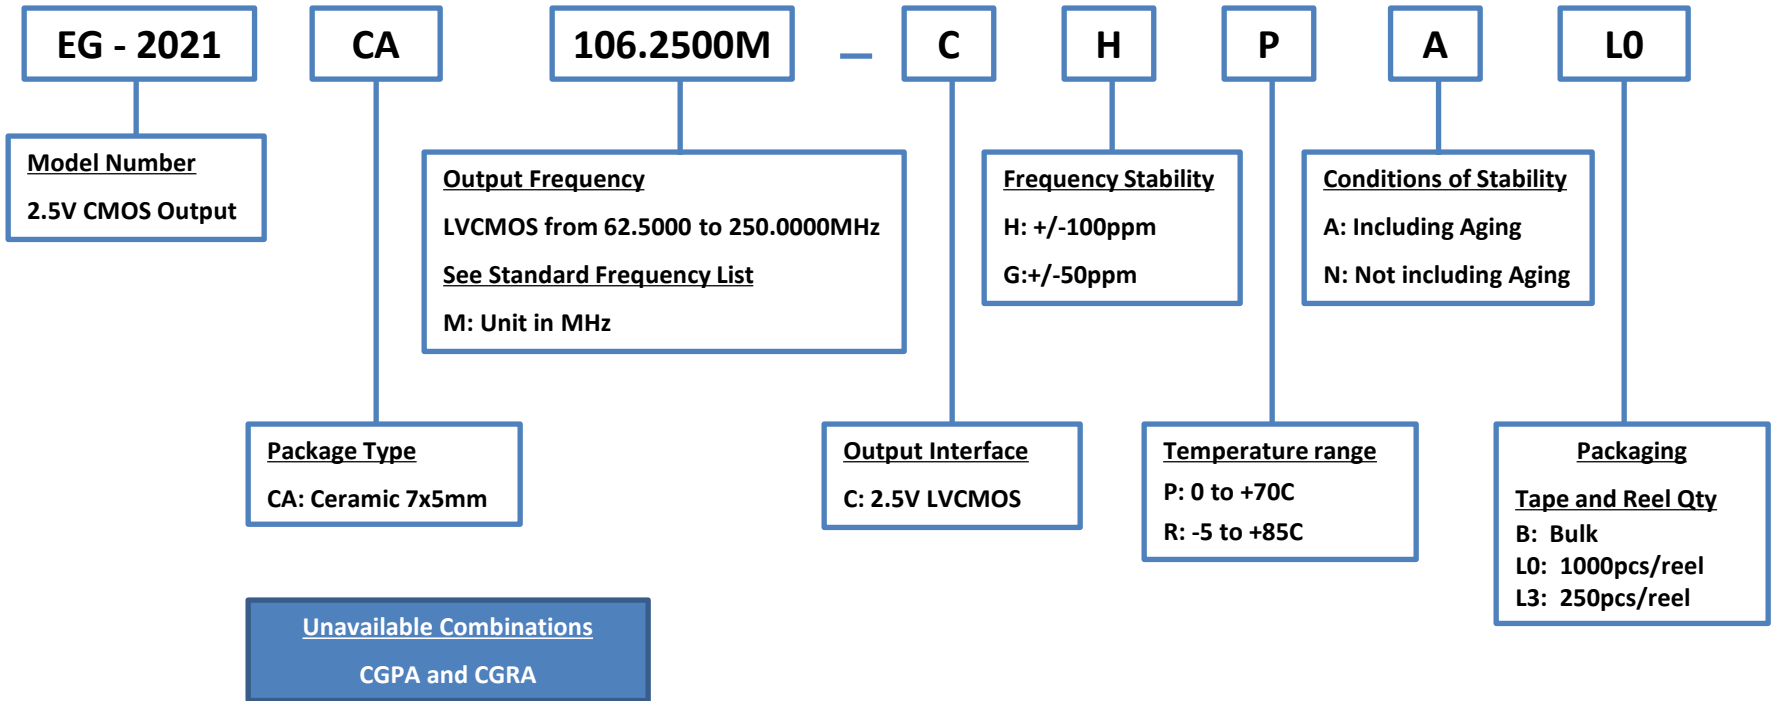 EG - 2021
CA
106.2500M
_
C
H
P
A
L0
Model Number
2.5V CMOS Output
Output Frequency
LVCMOS from 62.5000 to 250.0000MHz
See Standard Frequency List
M: Unit in MHz
Frequency Stability
H: +/-100ppm
G:+/-50ppm
Conditions of Stability
A: Including Aging
N: Not including Aging
Package Type
CA: Ceramic 7x5mm
Output Interface
C: 2.5V LVCMOS
Temperature range
P: 0 to +70C
R: -5 to +85C
Packaging
Tape and Reel Qty
B: Bulk
L0: 1000pcs/reel
L3: 250pcs/reel
Unavailable Combinations
CGPA and CGRA